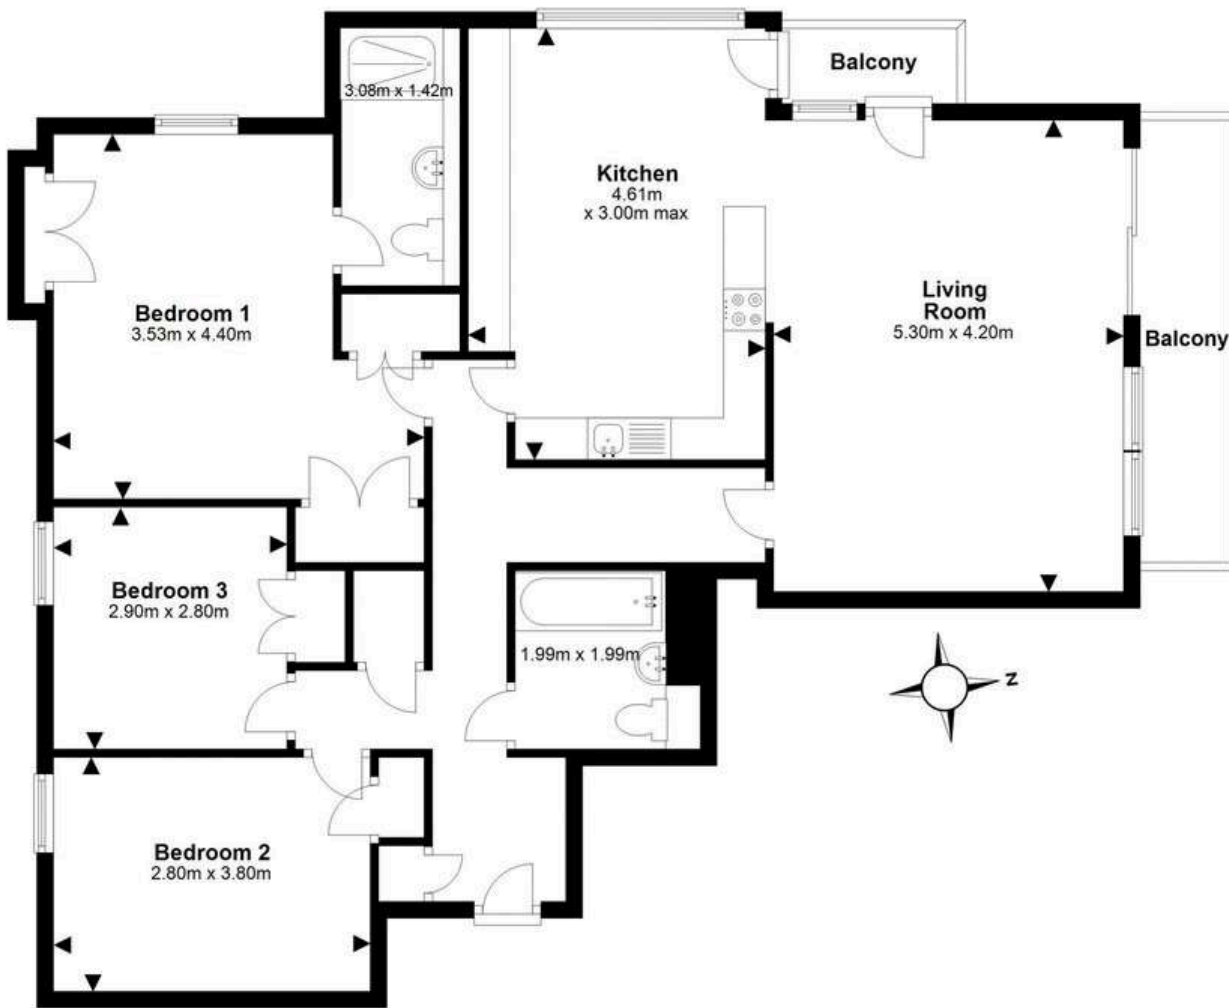 3.08m x 1.42m
Balcony
Kitchen
4.61m
x 3.00m max
Bedroom 1
3.53m x 4.40m
Living
Room
5.30m x 4.20m
Balcony
Bedroom 3
2.90m x 2.80m
1.99m x 1.99m
N
Bedroom 2
2.80m x 3.80m